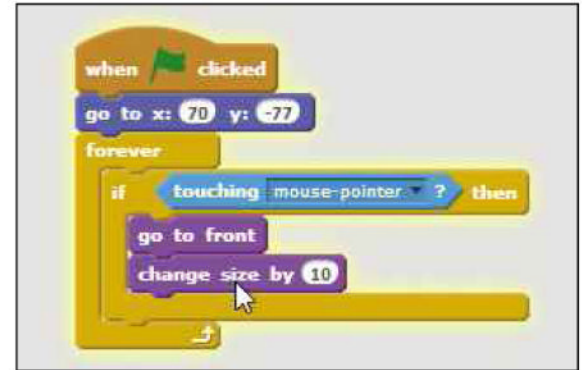 when clicked
go to x: 70 y: -77
forever
if touching mouse-pointer ? then
go to front
change size by 10